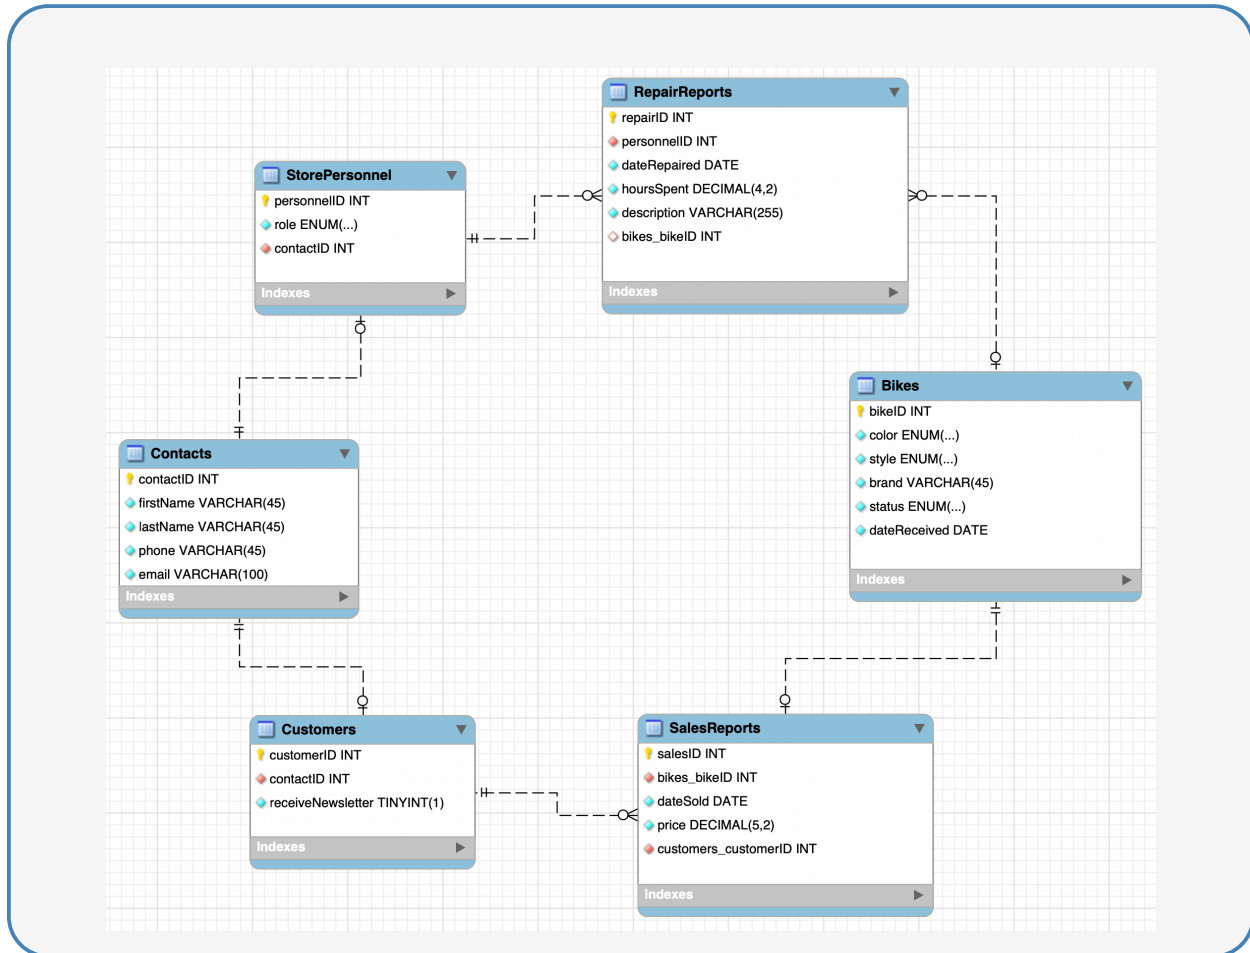 RepairReports
repairID INT
personnelID INT
dateRepaired DATE
hoursSpent DECIMAL(4,2)
description VARCHAR(255)
bikes_bikeID INT
Indexes
StorePersonnel
personnelID INT
role ENUM(...)
contactID INT
Indexes
Bikes
bikeID INT
color ENUM(...)
style ENUM(...)
brand VARCHAR(45)
status ENUM(...)
dateReceived DATE
Indexes
Contacts
contactID INT
firstName VARCHAR(45)
lastName VARCHAR(45)
phone VARCHAR(45)
email VARCHAR(100)
Indexes
Customers
customerID INT
contactID INT
receiveNewsletter TINYINT(1)
Indexes
SalesReports
salesID INT
bikes_bikeID INT
dateSold DATE
price DECIMAL(5,2)
customers_customerID INT
Indexes